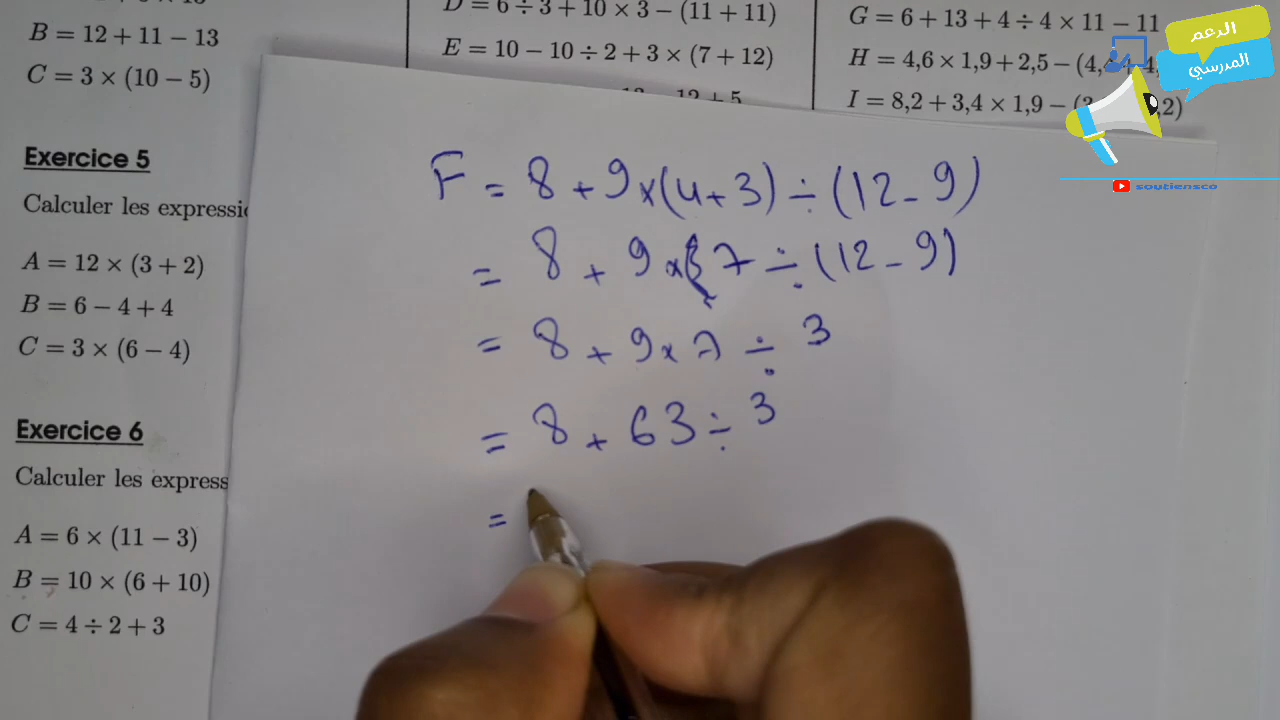 B = 12 + 11 − 13
C = 3 × (10 − 5)
D = 6 ÷ 3 + 10 × 3 − (11 + 11)
E = 10 − 10 ÷ 2 + 3 × (7 + 12)
G = 6 + 13 + 4 ÷ 4 × 11 − 11
H = 4,6 × 1,9 + 2,5 − (4,
I = 8,2 + 3,4 × 1,9 − (
,2)
الدعم
المدرسي
soutiensco
Exercice 5
Calculer les expressi
A = 12 × (3 + 2)
B = 6 − 4 + 4
C = 3 × (6 − 4)
Exercice 6
Calculer les express
A = 6 × (11 − 3)
B = 10 × (6 + 10)
C = 4 ÷ 2 + 3
F = 8 + 9 × (4 + 3) ÷ (12 − 9)
= 8 + 9 × 7 ÷ (12 − 9)
= 8 + 9 × 7 ÷ 3
= 8 + 63 ÷ 3
=